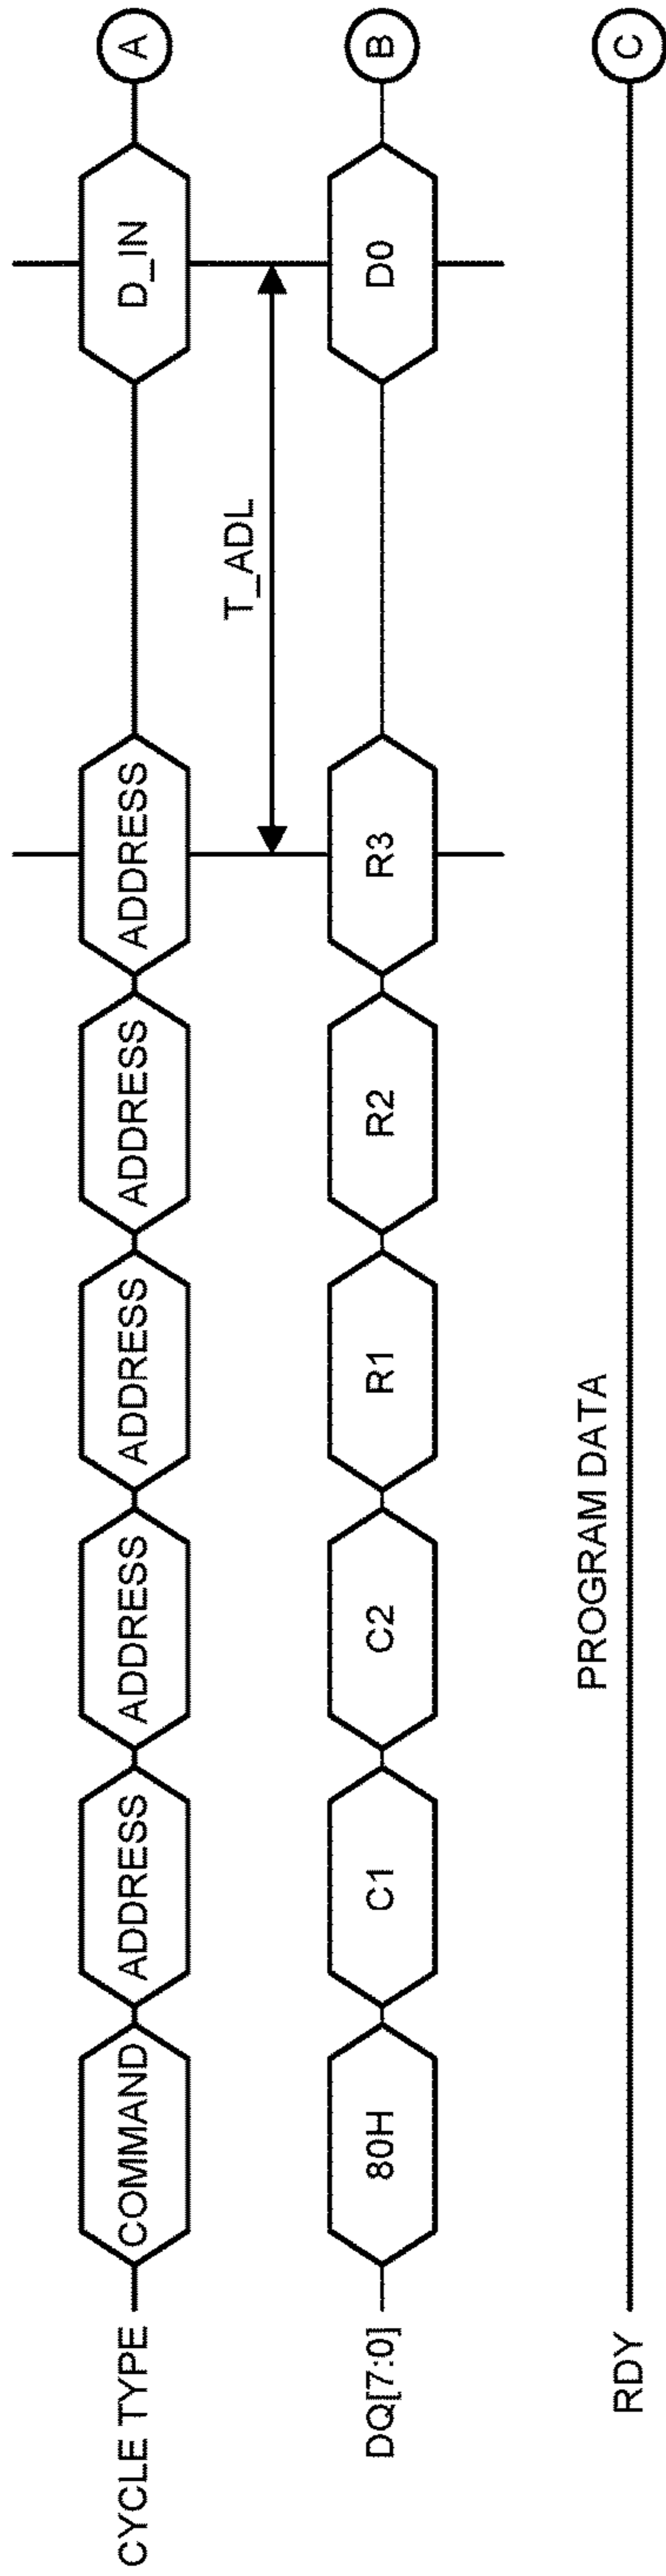 CYCLE TYPE COMMAND ADDRESS ADDRESS ADDRESS ADDRESS ADDRESS D_IN A
T_ADL
DQ[7:0] 80H C1 C2 R1 R2 R3 D0 B
PROGRAM DATA
RDY C